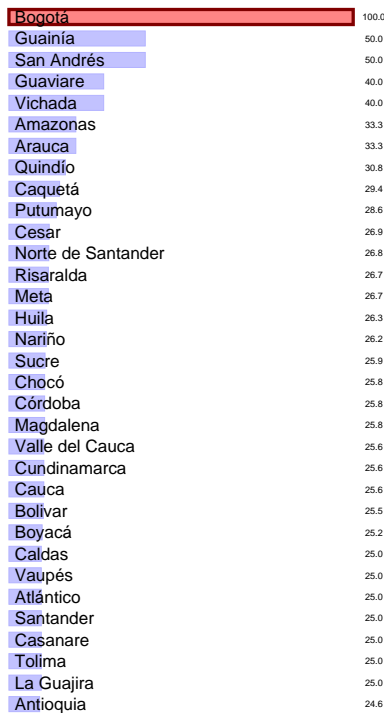 Bogotá 100.0
Guainía 50.0
San Andrés 50.0
Guaviare 40.0
Vichada 40.0
Amazonas 33.3
Arauca 33.3
Quindío 30.8
Caquetá 29.4
Putumayo 28.6
Cesar 26.9
Norte de Santander 26.8
Risaralda 26.7
Meta 26.7
Huila 26.3
Nariño 26.2
Sucre 25.9
Chocó 25.8
Córdoba 25.8
Magdalena 25.8
Valle del Cauca 25.6
Cundinamarca 25.6
Cauca 25.6
Bolivar 25.5
Boyacá 25.2
Caldas 25.0
Vaupés 25.0
Atlántico 25.0
Santander 25.0
Casanare 25.0
Tolima 25.0
La Guajira 25.0
Antioquia 24.6